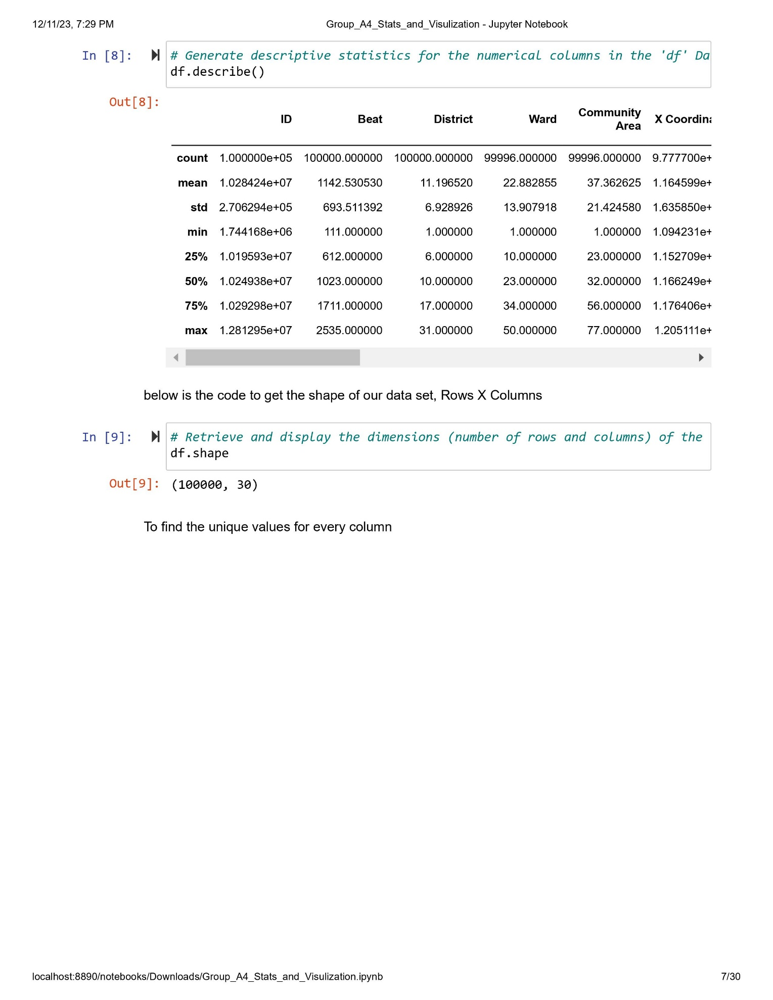 12/11/23, 7:29 PM Group_A4_Stats_and_Visulization - Jupyter Notebook
In [8]: # Generate descriptive statistics for the numerical columns in the 'df' Da
df.describe()
Out[8]:
ID Beat District Ward Community Area X Coordina
count 1.000000e+05 100000.000000 100000.000000 99996.000000 99996.000000 9.777700e+
mean 1.028424e+07 1142.530530 11.196520 22.882855 37.362625 1.164599e+
std 2.706294e+05 693.511392 6.928926 13.907918 21.424580 1.635850e+
min 1.744168e+06 111.000000 1.000000 1.000000 1.000000 1.094231e+
25% 1.019593e+07 612.000000 6.000000 10.000000 23.000000 1.152709e+
50% 1.024938e+07 1023.000000 10.000000 23.000000 32.000000 1.166249e+
75% 1.029298e+07 1711.000000 17.000000 34.000000 56.000000 1.176406e+
max 1.281295e+07 2535.000000 31.000000 50.000000 77.000000 1.205111e+
below is the code to get the shape of our data set, Rows X Columns
In [9]: # Retrieve and display the dimensions (number of rows and columns) of the
df.shape
Out[9]: (100000, 30)
To find the unique values for every column
localhost:8890/notebooks/Downloads/Group_A4_Stats_and_Visulization.ipynb 7/30